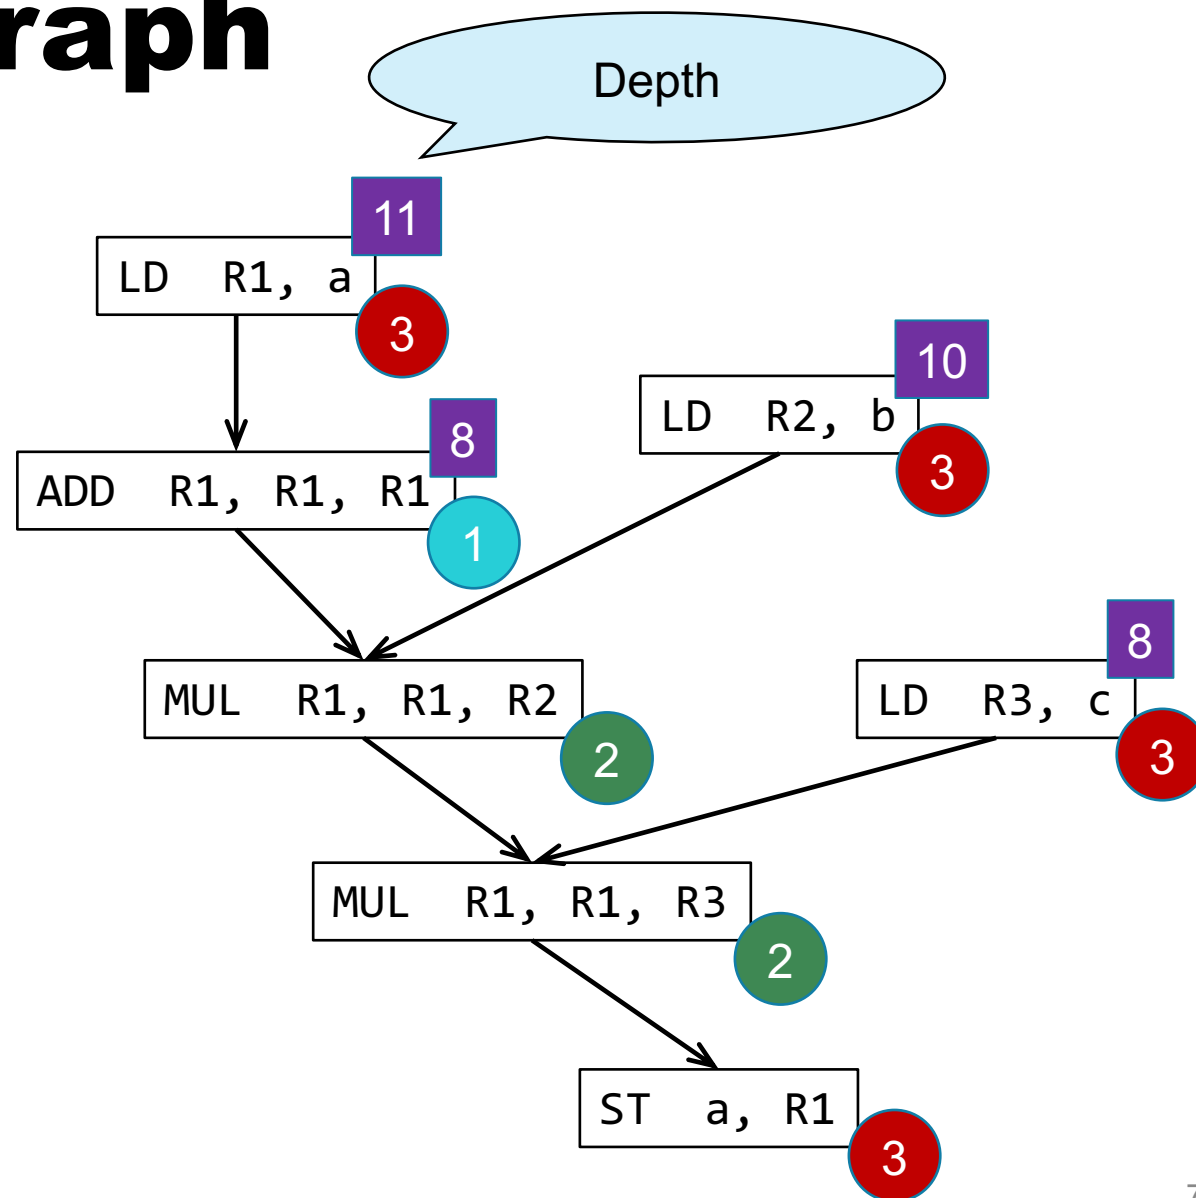 raph
Depth
11
LD R1, a
3
10
LD R2, b
3
8
ADD R1, R1, R1
1
8
MUL R1, R1, R2
2
LD R3, c
3
MUL R1, R1, R3
2
ST a, R1
3